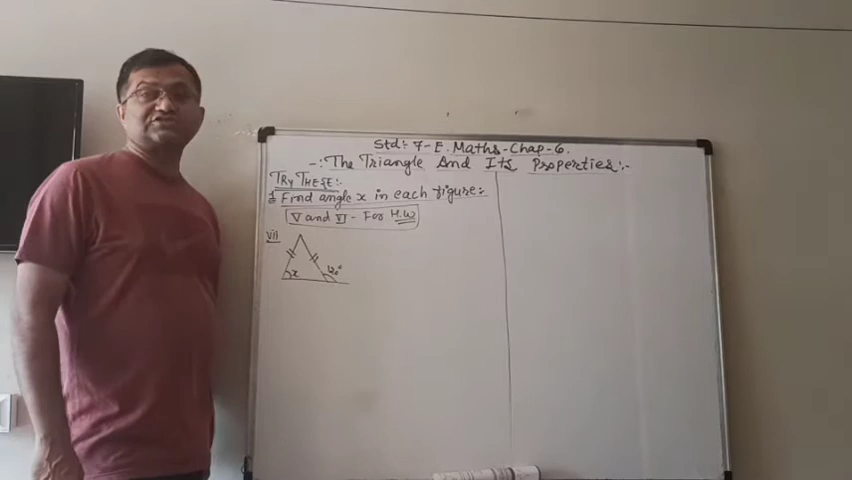 Std:- 7-E. Maths-Chap-6.
-:The Triangle And Its Properties:-
TRY THESE:-
1 Find angle x in each figure:-
V and VI - For H.W
vii)
x
120°